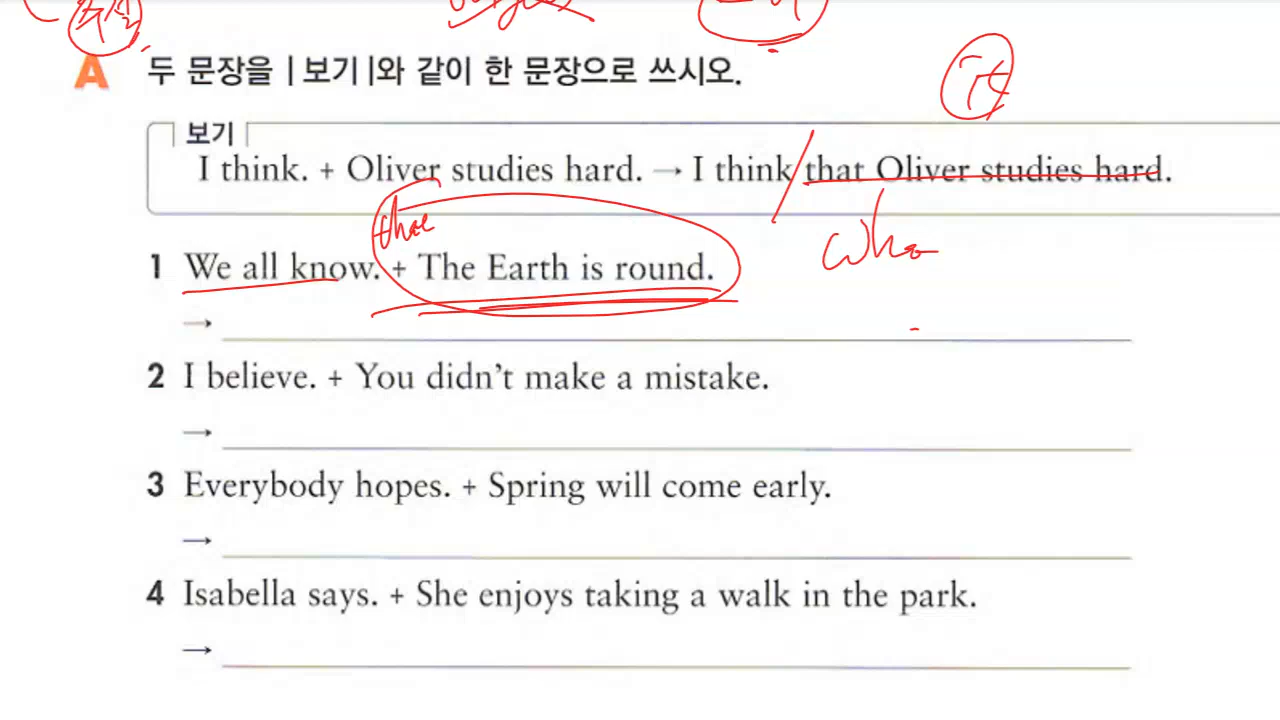 A 두 문장을 | 보기 |와 같이 한 문장으로 쓰시오.
보기
I think. + Oliver studies hard. → I think that Oliver studies hard.
that
1 We all know. + The Earth is round.
→
2 I believe. + You didn't make a mistake.
→
3 Everybody hopes. + Spring will come early.
→
4 Isabella says. + She enjoys taking a walk in the park.
→